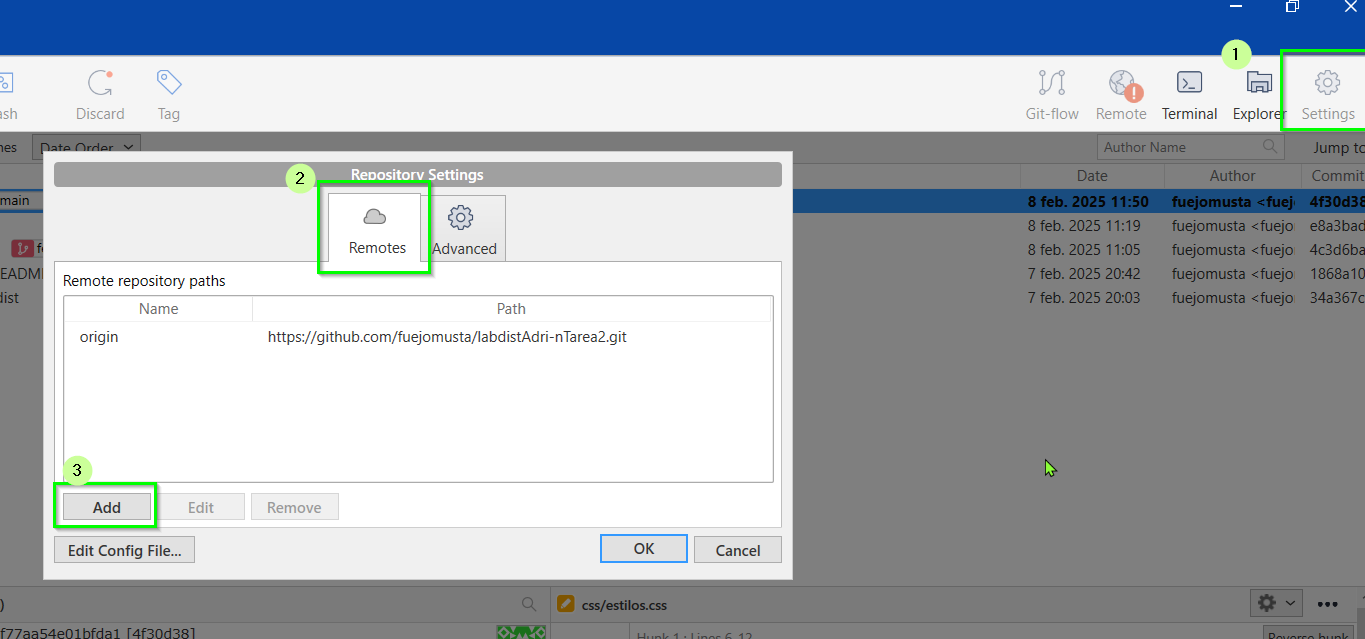 1
ash
Discard
Tag
Git-flow
Remote
Terminal
Explorer
Settings
Date Order
Author Name
Jump to
Date
Author
Commit
2
Repository Settings
main
8 feb. 2025 11:50 fuejomusta <fuej 4f30d38
8 feb. 2025 11:19 fuejomusta <fuejo e8a3bad
8 feb. 2025 11:05 fuejomusta <fuejo 4c3d6ba
7 feb. 2025 20:42 fuejomusta <fuejo 1868a10
7 feb. 2025 20:03 fuejomusta <fuejo 34a367c
Remotes
Advanced
EADM
dist
Remote repository paths
Name Path
origin https://github.com/fuejomusta/labdistAdri-nTarea2.git
3
Add Edit Remove
Edit Config File...
OK Cancel
css/estilos.css
f77aa54e01bfda1 [4f30d38]
Hunk 1 : Lines 6-12
Reverse hunk